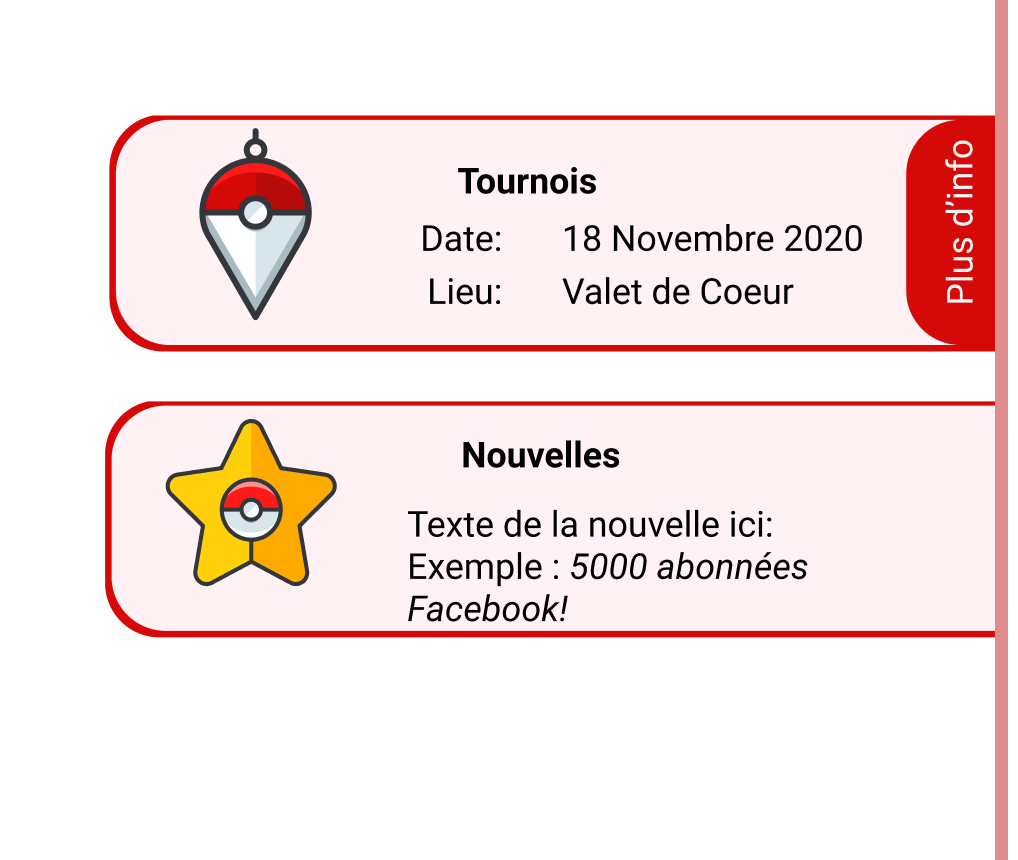 Tournois
Date: 18 Novembre 2020
Lieu: Valet de Coeur
Plus d'info
Nouvelles
Texte de la nouvelle ici:
Exemple : 5000 abonnées
Facebook!